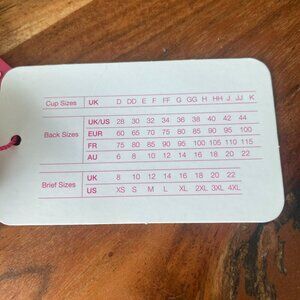 Cup Sizes UK D DD E F FF G GG H HH J JJ K
UK/US 28 30 32 34 36 38 40 42 44
Back Sizes EUR 60 65 70 75 80 85 90 95 100
FR 75 80 85 90 95 100 105 110 115
AU 6 8 10 12 14 16 18 20 22
Brief Sizes UK 8 10 12 14 16 18 20 22
US XS S M L XL 2XL 3XL 4XL